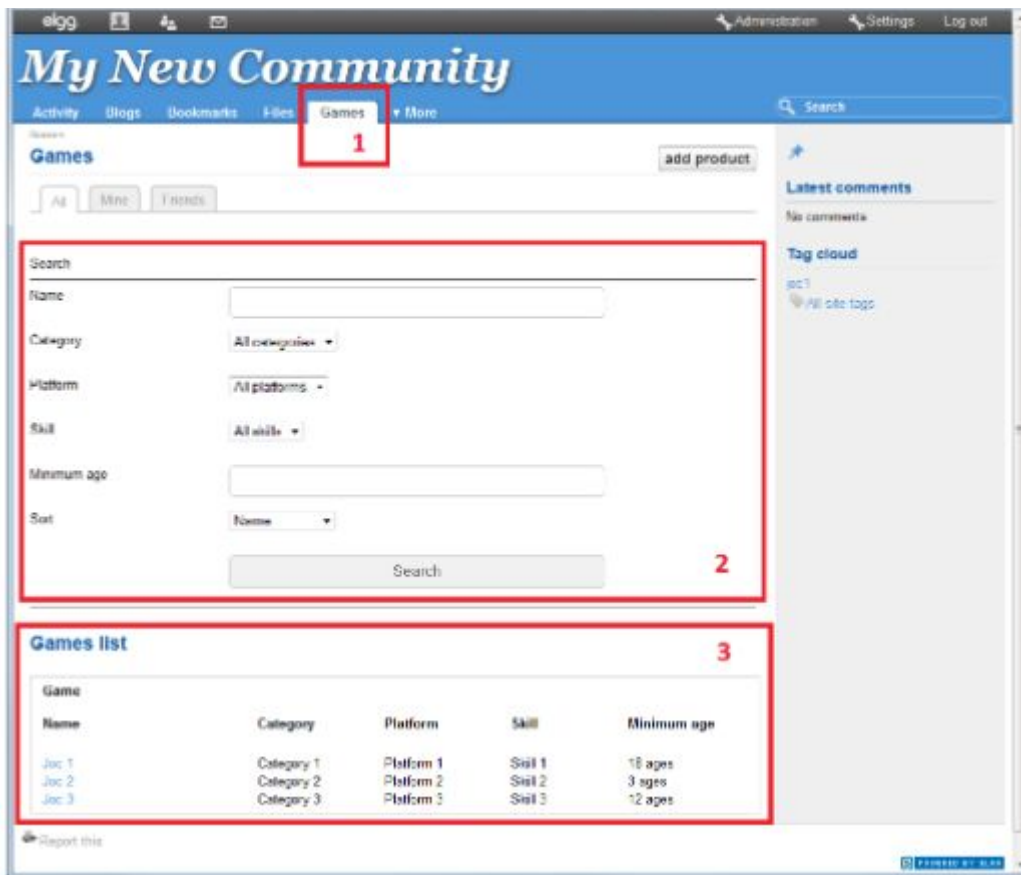 elgg Administration Settings Log out
My New Community
Activity Blogs Bookmarks Files Games ▾ More Search
Games
1
Games add product
All Mine Friends
Latest comments
No comments
Tag cloud
joc1
All site tags
Search
Name
Category All categories
Platform All platforms
Skill All skills
Minimum age
Sort Name
Search
2
Games list
3
Game
Name Category Platform Skill Minimum age
Joc 1 Category 1 Platform 1 Skill 1 18 ages
Joc 2 Category 2 Platform 2 Skill 2 3 ages
Joc 3 Category 3 Platform 3 Skill 3 12 ages
Report this
POWERED BY ELGG